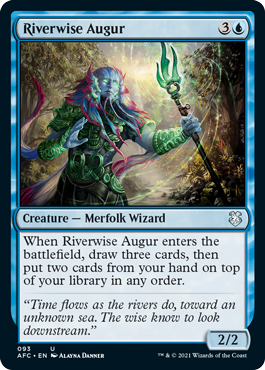 Riverwise Augur 3
Creature — Merfolk Wizard
When Riverwise Augur enters the
battlefield, draw three cards, then
put two cards from your hand on top
of your library in any order.
“Time flows as the rivers do, toward an
unknown sea. The wise know to look
downstream.”
2/2
093 U
AFC • EN ALAYNA DANNER ™ & © 2021 Wizards of the Coast